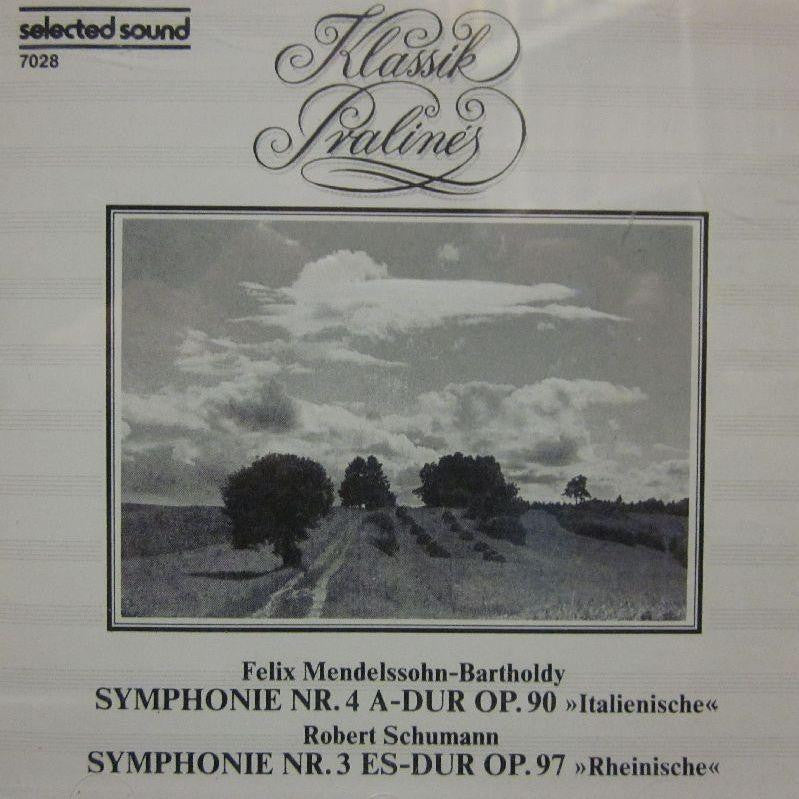 selected sound
7028
Klassik
Pralinés
Felix Mendelssohn-Bartholdy
SYMPHONIE NR. 4 A-DUR OP. 90 »Italienische«
Robert Schumann
SYMPHONIE NR. 3 ES-DUR OP. 97 »Rheinische«